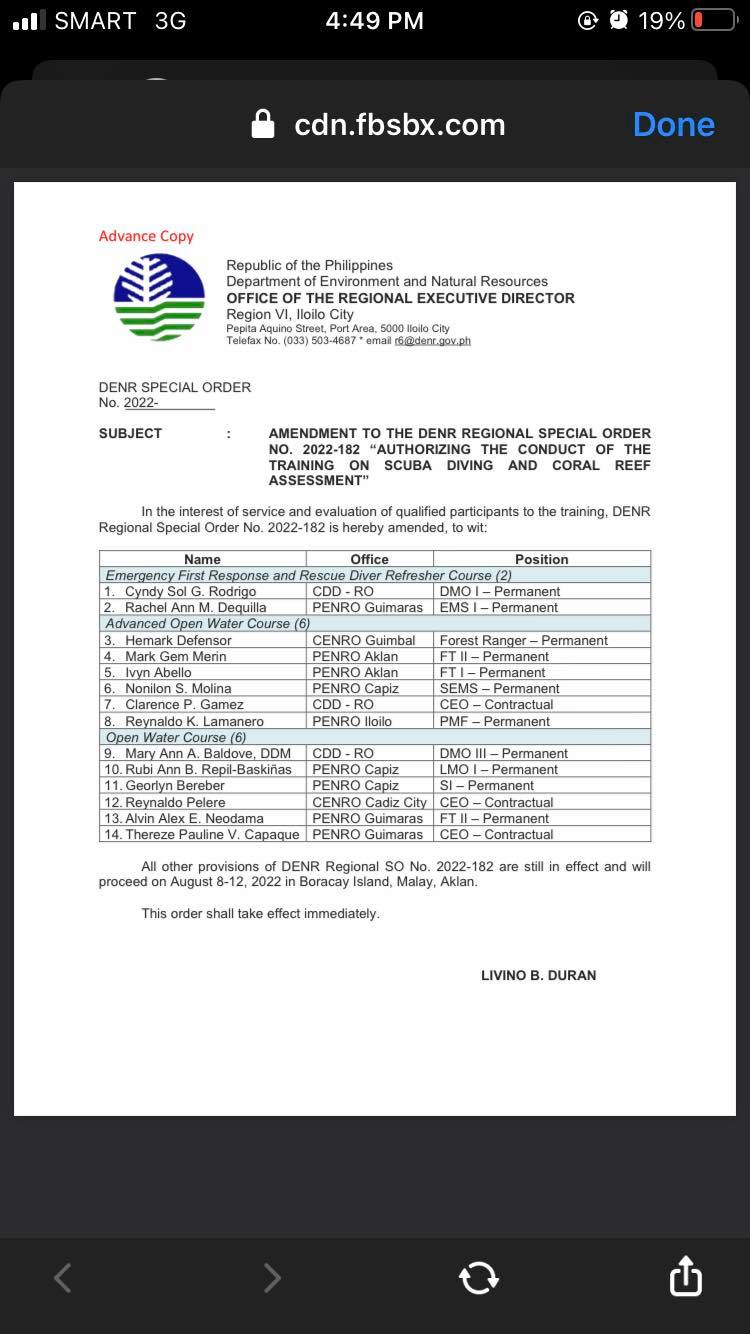 SMART 3G 4:49 PM 19%
cdn.fbsbx.com Done
Advance Copy
Republic of the Philippines
Department of Environment and Natural Resources
OFFICE OF THE REGIONAL EXECUTIVE DIRECTOR
Region VI, Iloilo City
Pepita Aquino Street, Port Area, 5000 Iloilo City
Telefax No. (033) 503-4687 * email r6@denr.gov.ph
DENR SPECIAL ORDER
No. 2022-
SUBJECT : AMENDMENT TO THE DENR REGIONAL SPECIAL ORDER
NO. 2022-182 “AUTHORIZING THE CONDUCT OF THE
TRAINING ON SCUBA DIVING AND CORAL REEF
ASSESSMENT”
In the interest of service and evaluation of qualified participants to the training, DENR
Regional Special Order No. 2022-182 is hereby amended, to wit:
Name Office Position
Emergency First Response and Rescue Diver Refresher Course (2)
1. Cyndy Sol G. Rodrigo CDD - RO DMO I – Permanent
2. Rachel Ann M. Dequilla PENRO Guimaras EMS I – Permanent
Advanced Open Water Course (6)
3. Hemark Defensor CENRO Guimbal Forest Ranger – Permanent
4. Mark Gem Merin PENRO Aklan FT II – Permanent
5. Ivyn Abello PENRO Aklan FT I – Permanent
6. Nonilon S. Molina PENRO Capiz SEMS – Permanent
7. Clarence P. Gamez CDD - RO CEO – Contractual
8. Reynaldo K. Lamanero PENRO Iloilo PMF – Permanent
Open Water Course (6)
9. Mary Ann A. Baldove, DDM CDD - RO DMO III – Permanent
10. Rubi Ann B. Repil-Baskiñas PENRO Capiz LMO I – Permanent
11. Georlyn Bereber PENRO Capiz SI – Permanent
12. Reynaldo Pelere CENRO Cadiz City CEO – Contractual
13. Alvin Alex E. Neodama PENRO Guimaras FT II – Permanent
14. Thereze Pauline V. Capaque PENRO Guimaras CEO – Contractual
All other provisions of DENR Regional SO No. 2022-182 are still in effect and will
proceed on August 8-12, 2022 in Boracay Island, Malay, Aklan.
This order shall take effect immediately.
LIVINO B. DURAN